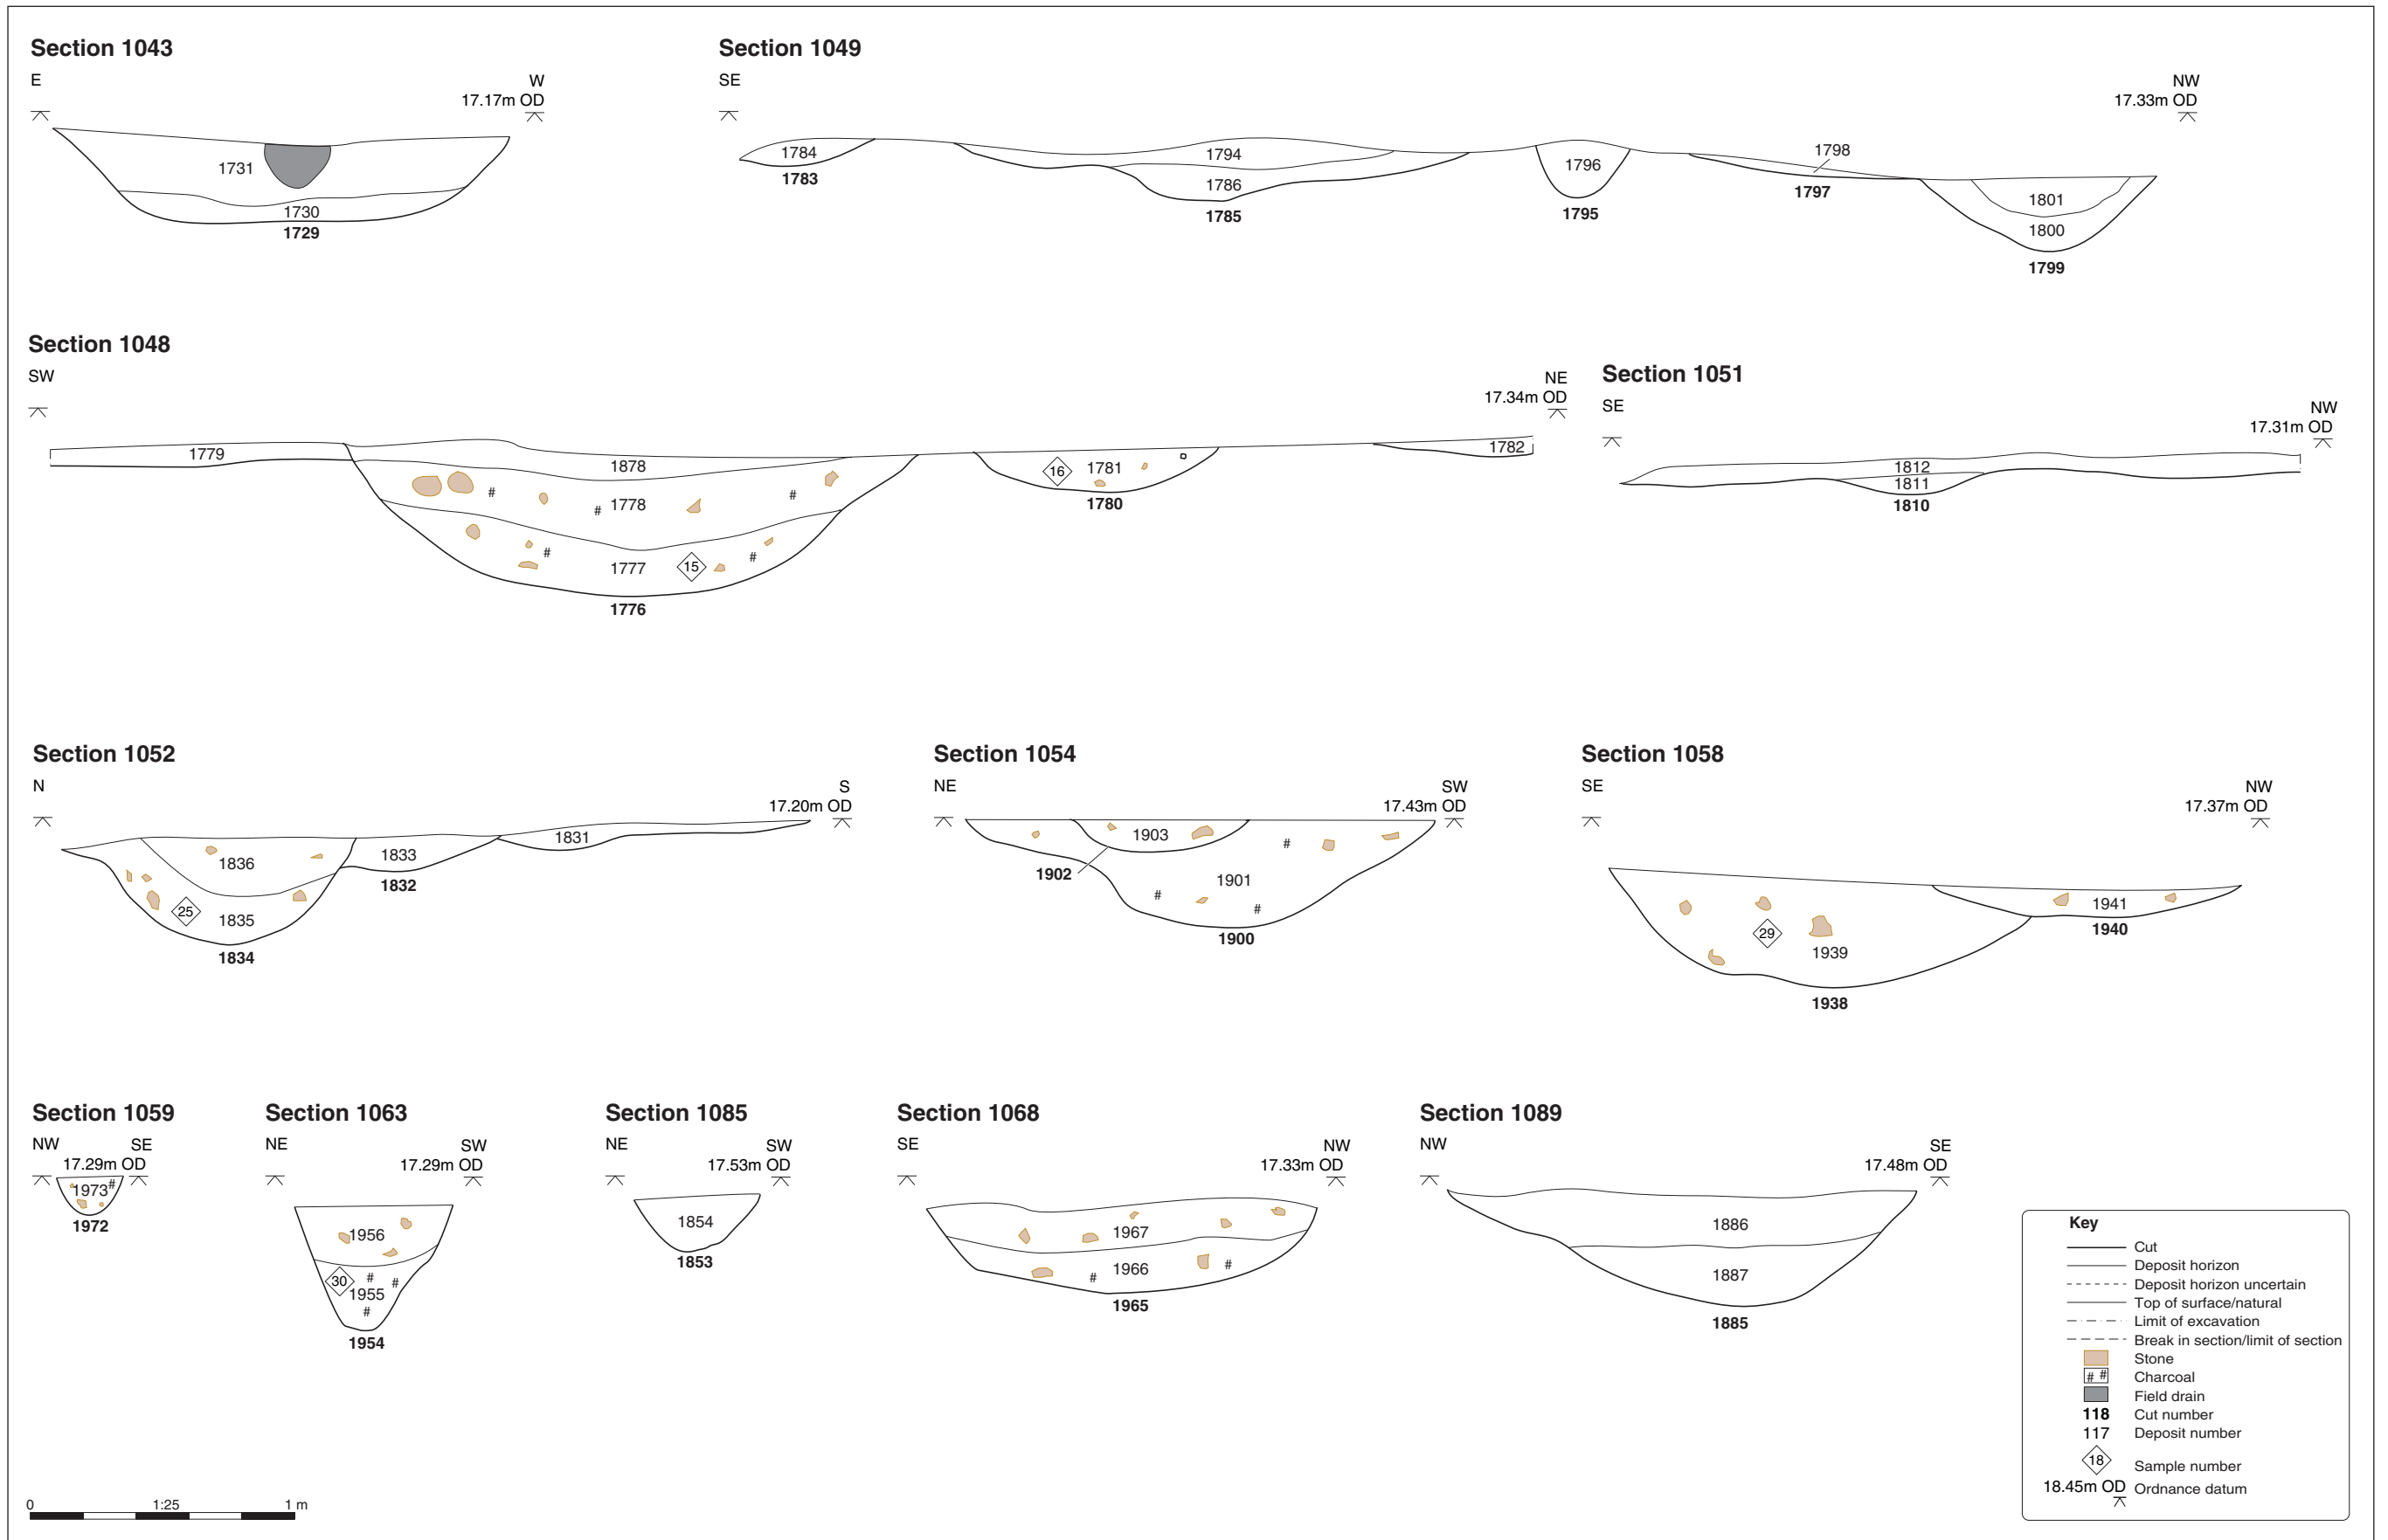 Section 1043
E
W
17.17m OD
1731
1730
1729
Section 1049
SE
NW
17.33m OD
1784
1783
1794
1786
1785
1796
1795
1798
1797
1801
1800
1799
Section 1048
SW
NE
17.34m OD
1779
1878
1778
1777
15
1776
16
1781
1780
1782
Section 1051
SE
NW
17.31m OD
1812
1811
1810
Section 1052
N
S
17.20m OD
1836
1833
1831
1832
25
1835
1834
Section 1054
NE
SW
17.43m OD
1903
1902
1901
1900
Section 1058
SE
NW
17.37m OD
29
1939
1938
1941
1940
Section 1059
NW
SE
17.29m OD
1973
1972
Section 1063
NE
SW
17.29m OD
1956
30
1955
1954
Section 1085
NE
SW
17.53m OD
1854
1853
Section 1068
SE
NW
17.33m OD
1967
1966
1965
Section 1089
NW
SE
17.48m OD
1886
1887
1885
Key
Cut
Deposit horizon
Deposit horizon uncertain
Top of surface/natural
Limit of excavation
Break in section/limit of section
Stone
# # Charcoal
Field drain
118 Cut number
117 Deposit number
18 Sample number
18.45m OD Ordnance datum
0 1:25 1 m